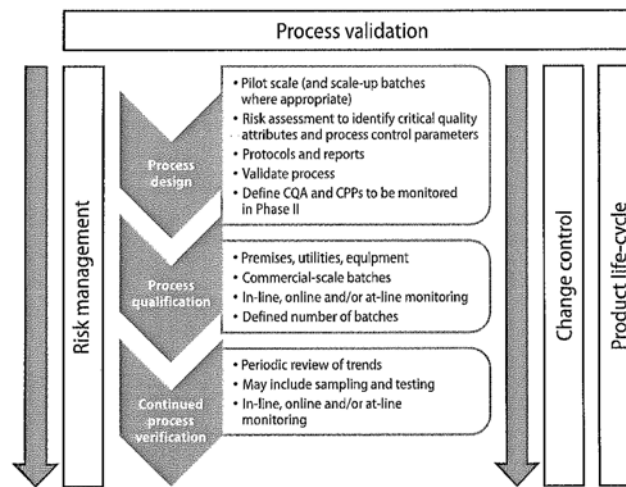 Process validation
Risk management
Process
design
• Pilot scale (and scale-up batches
where appropriate)
• Risk assessment to identify critical quality
attributes and process control parameters
• Protocols and reports
• Validate process
• Define CQA and CPPs to be monitored
in Phase II
Process
qualification
• Premises, utilities, equipment
• Commercial-scale batches
• In-line, online and/or at-line monitoring
• Defined number of batches
Continued
process
verification
• Periodic review of trends
• May include sampling and testing
• In-line, online and/or at-line
monitoring
Change control
Product life-cycle